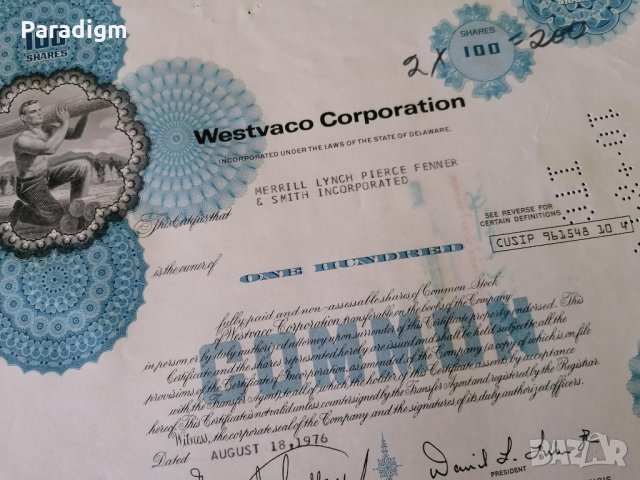 Paradigm
100
SHARES
SHARES
100
2 X = 200
Westvaco Corporation
INCORPORATED UNDER THE LAWS OF THE STATE OF DELAWARE.
MERRILL LYNCH PIERCE FENNER
& SMITH INCORPORATED
SEE REVERSE FOR
CERTAIN DEFINITIONS
CUSIP 961548 10 4
This Certifies that
is the owner of
ONE HUNDRED
COMMON
fully paid and non-assessable shares of Common Stock
of Westvaco Corporation transferable on the books of the Company
in person or by duly authorized attorney upon surrender of this Certificate properly endorsed. This
Certificate and the shares represented hereby are issued and shall be held subject to all the
provisions of the Certificate of Incorporation, as amended, of the Company (a copy of which is on file
with the Transfer Agent), to all of which the holder of this Certificate assents by acceptance
hereof. This Certificate is not valid unless countersigned by the Transfer Agent and registered by the Registrar.
Witness, the corporate seal of the Company and the signatures of its duly authorized officers.
Dated AUGUST 18, 1976
David L.
PRESIDENT
bazar
БГ